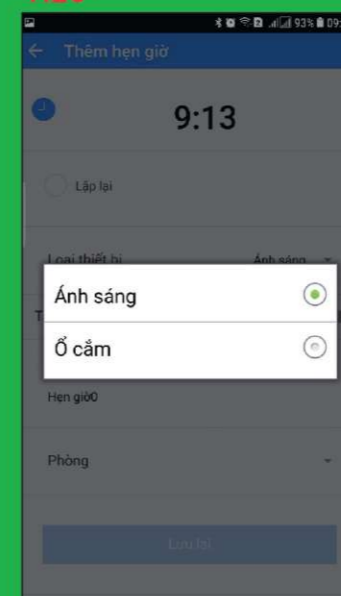 93% 09:
Thêm hẹn giờ
9:13
Lặp lại
Loại thiết bị Ánh sáng
Ánh sáng
T
Ổ cắm
Hẹn giờ0
Phòng
Lưu lại